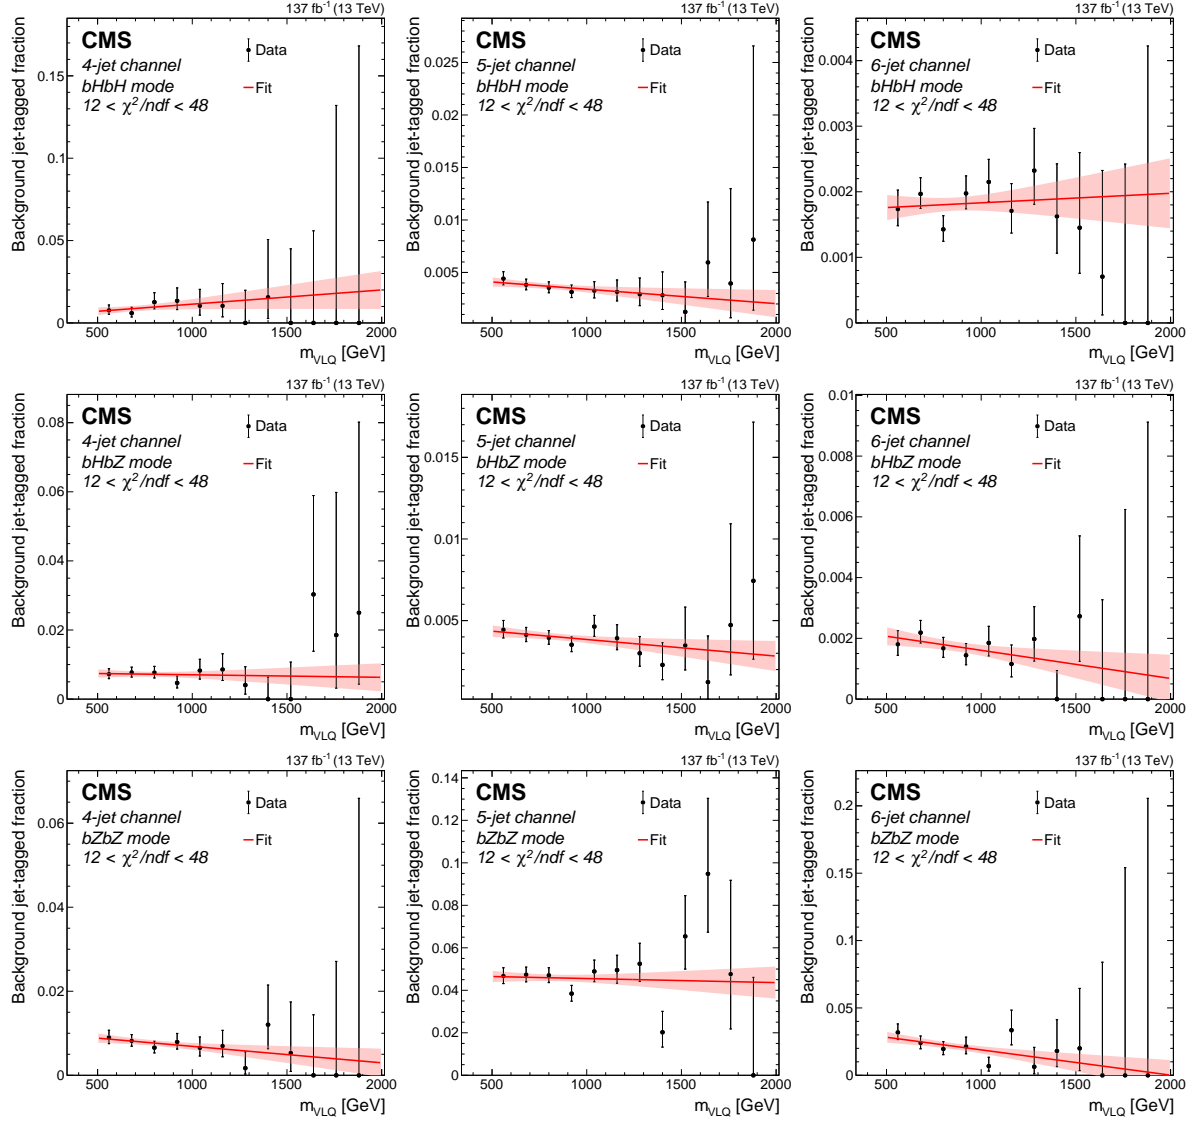 137 fb⁻¹ (13 TeV)
CMS
4-jet channel
bHbH mode
12 < χ²/ndf < 48
Data
Fit
Background jet-tagged fraction
0.15
0.1
0.05
0
500 1000 1500 2000
m_VLQ [GeV]
137 fb⁻¹ (13 TeV)
CMS
5-jet channel
bHbH mode
12 < χ²/ndf < 48
Data
Fit
Background jet-tagged fraction
0.025
0.02
0.015
0.01
0.005
500 1000 1500 2000
m_VLQ [GeV]
137 fb⁻¹ (13 TeV)
CMS
6-jet channel
bHbH mode
12 < χ²/ndf < 48
Data
Fit
Background jet-tagged fraction
0.004
0.003
0.002
0.001
0
500 1000 1500 2000
m_VLQ [GeV]
137 fb⁻¹ (13 TeV)
CMS
4-jet channel
bHbZ mode
12 < χ²/ndf < 48
Data
Fit
Background jet-tagged fraction
0.08
0.06
0.04
0.02
0
500 1000 1500 2000
m_VLQ [GeV]
137 fb⁻¹ (13 TeV)
CMS
5-jet channel
bHbZ mode
12 < χ²/ndf < 48
Data
Fit
Background jet-tagged fraction
0.015
0.01
0.005
500 1000 1500 2000
m_VLQ [GeV]
137 fb⁻¹ (13 TeV)
CMS
6-jet channel
bHbZ mode
12 < χ²/ndf < 48
Data
Fit
Background jet-tagged fraction
0.01
0.008
0.006
0.004
0.002
0
500 1000 1500 2000
m_VLQ [GeV]
137 fb⁻¹ (13 TeV)
CMS
4-jet channel
bZbZ mode
12 < χ²/ndf < 48
Data
Fit
Background jet-tagged fraction
0.06
0.04
0.02
0
500 1000 1500 2000
m_VLQ [GeV]
137 fb⁻¹ (13 TeV)
CMS
5-jet channel
bZbZ mode
12 < χ²/ndf < 48
Data
Fit
Background jet-tagged fraction
0.14
0.12
0.1
0.08
0.06
0.04
0.02
0
500 1000 1500 2000
m_VLQ [GeV]
137 fb⁻¹ (13 TeV)
CMS
6-jet channel
bZbZ mode
12 < χ²/ndf < 48
Data
Fit
Background jet-tagged fraction
0.2
0.15
0.1
0.05
0
500 1000 1500 2000
m_VLQ [GeV]